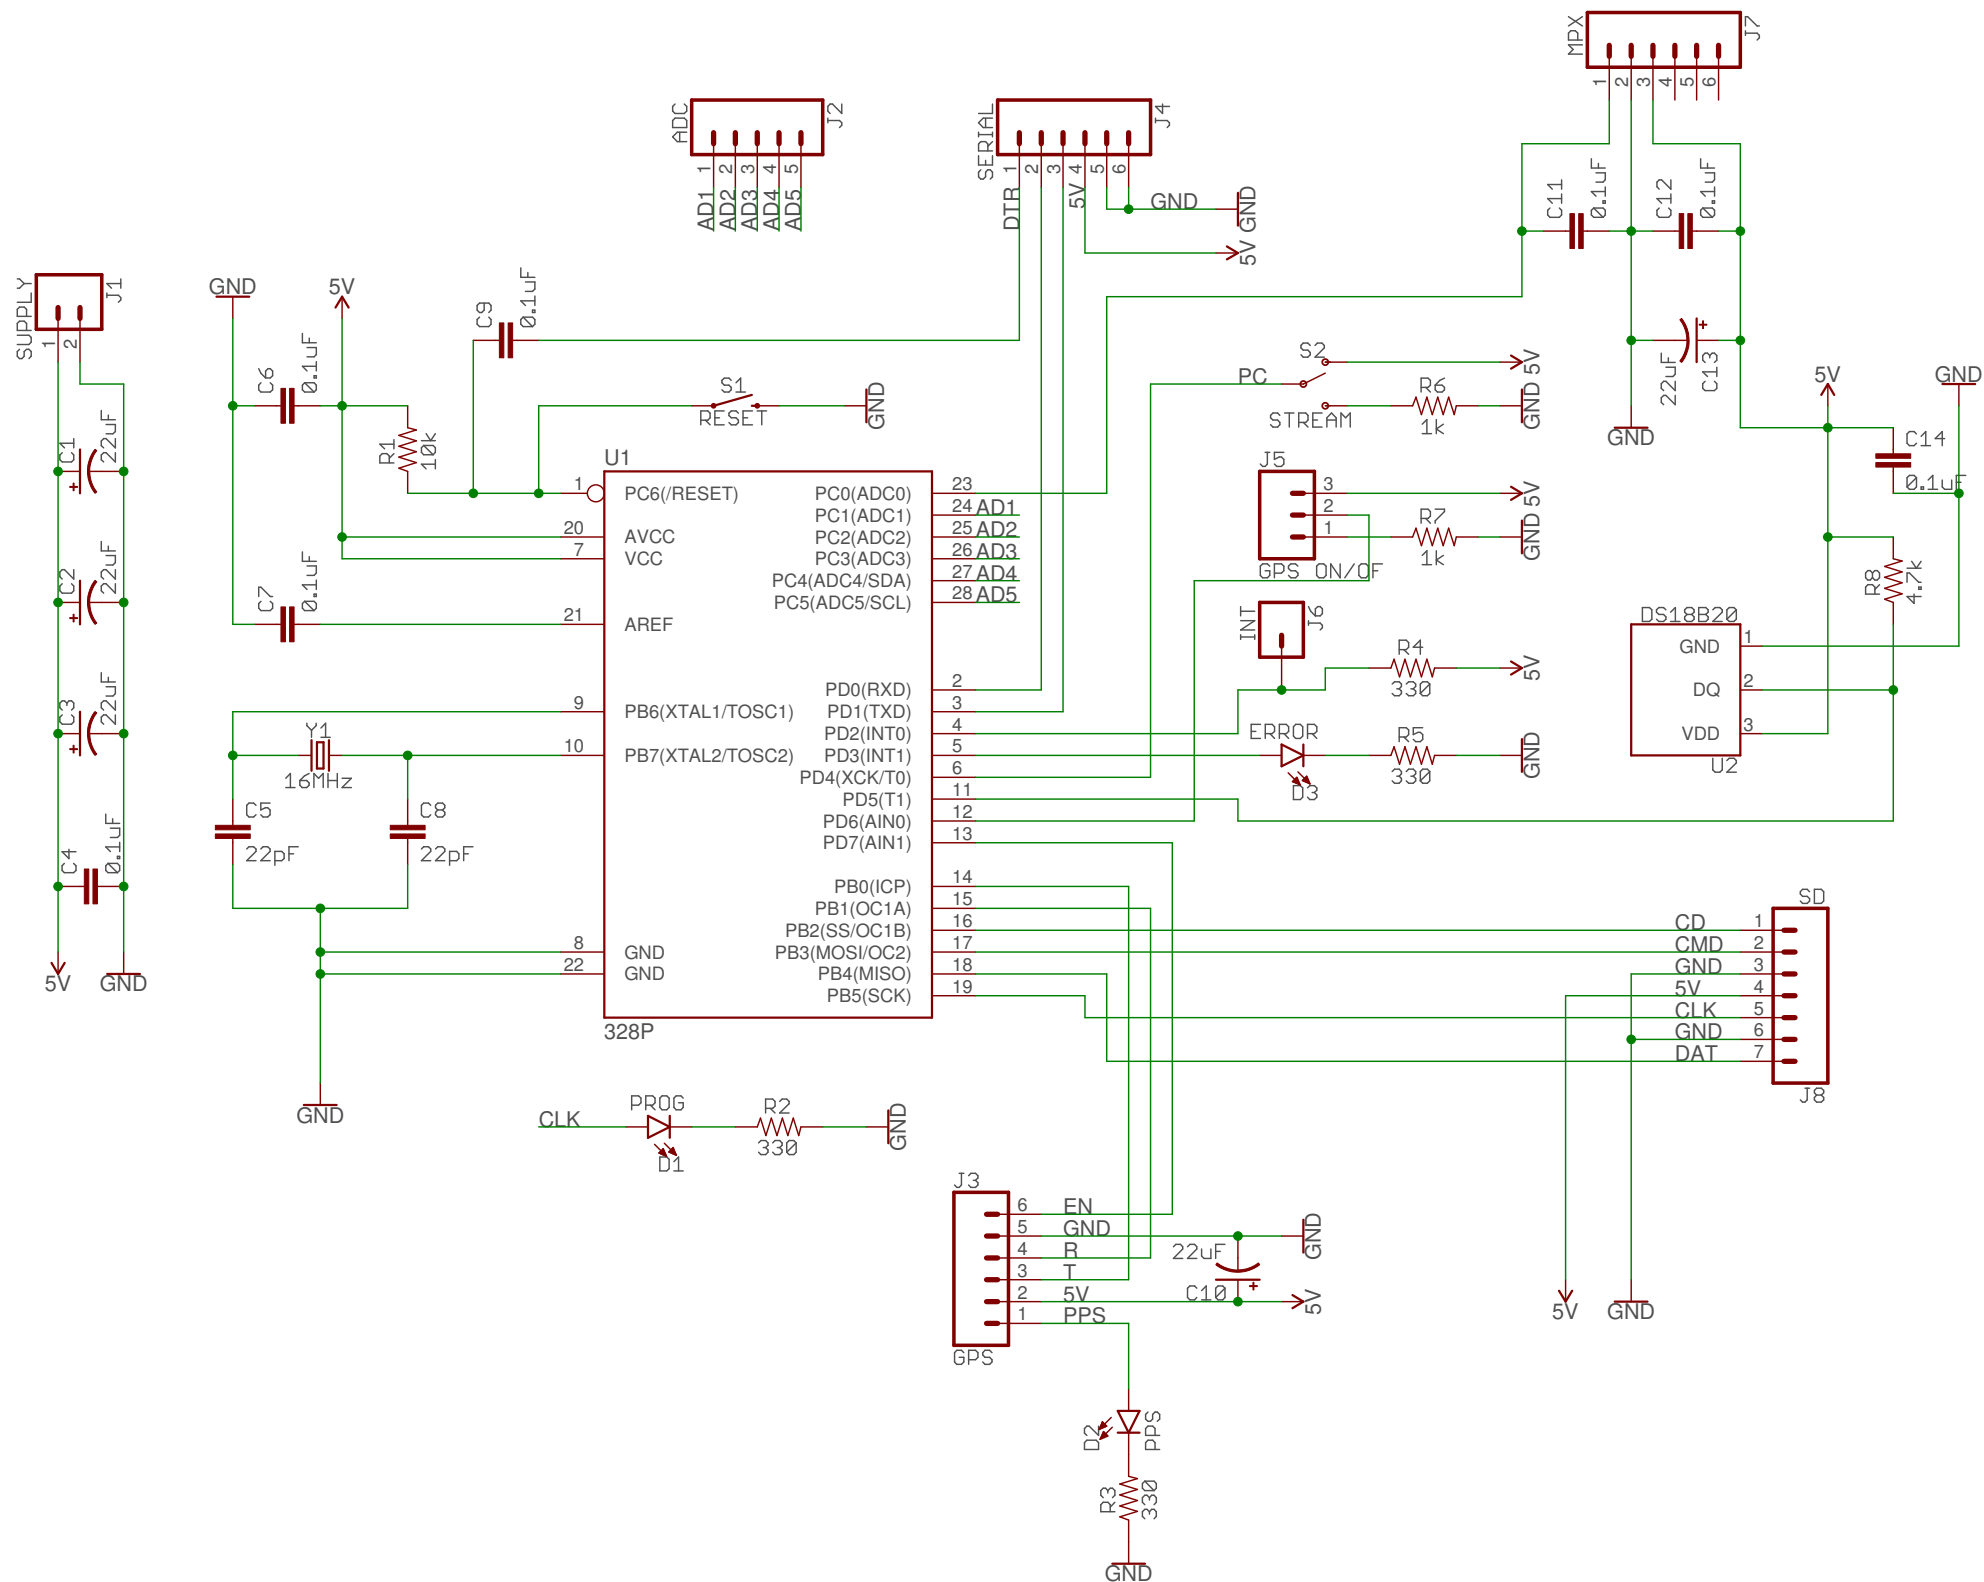 MPX
J7
1
2
3
4
5
6
ADC
J2
1
2
3
4
5
AD1
AD2
AD3
AD4
AD5
SERIAL
J4
1
2
3
4
5
6
DTR
5V
GND
GND
5V
C11
0.1uF
C12
0.1uF
22uF
C13
GND
SUPPLY
J1
1
2
C1
22uF
C2
22uF
C3
22uF
C4
0.1uF
5V
GND
GND
5V
C6
0.1uF
C9
0.1uF
R1
10k
S1
RESET
GND
C7
0.1uF
S2
PC
STREAM
5V
R6
1k
GND
J5
3
2
1
GPS ON/OF
5V
R7
1k
GND
5V
GND
C14
0.1uF
R8
4.7k
DS18B20
GND
1
DQ
2
VDD
3
U2
INT
J6
R4
330
5V
ERROR
D3
R5
330
GND
U1
1
PC6(/RESET)
20
AVCC
7
VCC
21
AREF
9
PB6(XTAL1/TOSC1)
10
PB7(XTAL2/TOSC2)
8
GND
22
GND
PC0(ADC0)
23
PC1(ADC1)
24 AD1
PC2(ADC2)
25 AD2
PC3(ADC3)
26 AD3
PC4(ADC4/SDA)
27 AD4
PC5(ADC5/SCL)
28 AD5
PD0(RXD)
2
PD1(TXD)
3
PD2(INT0)
4
PD3(INT1)
5
PD4(XCK/T0)
6
PD5(T1)
11
PD6(AIN0)
12
PD7(AIN1)
13
PB0(ICP)
14
PB1(OC1A)
15
PB2(SS/OC1B)
16
PB3(MOSI/OC2)
17
PB4(MISO)
18
PB5(SCK)
19
328P
Y1
16MHz
C5
22pF
C8
22pF
GND
CLK
PROG
D1
R2
330
GND
SD
CD
1
CMD
2
GND
3
5V
4
CLK
5
GND
6
DAT
7
J8
5V
GND
J3
6
EN
5
GND
4
R
3
T
2
5V
1
PPS
GPS
22uF
C10
GND
5V
D2
PPS
R3
330
GND